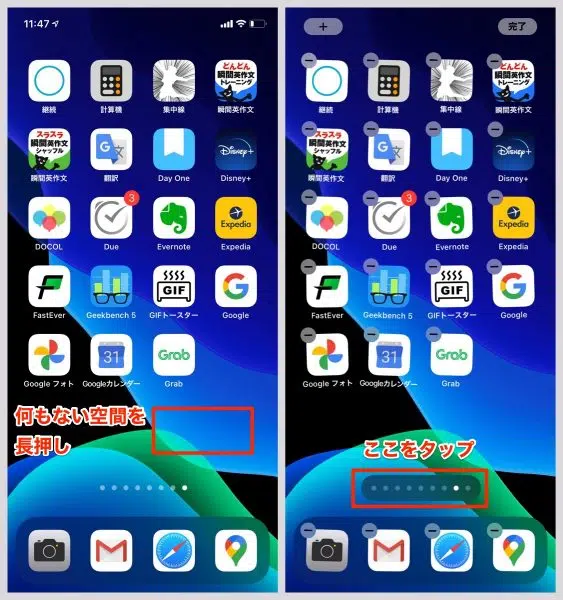 11:47
継続 計算機 集中線 瞬間英作文
どんどん
瞬間英作文
トレーニング
スラスラ
瞬間英作文
シャッフル
瞬間英作文 翻訳 Day One Disney+
Disney+
3
Expedia
DOCOL Due Evernote Expedia
GIF
FastEver Geekbench 5 GIFトースター Google
31
Grab
Google フォト Googleカレンダー Grab
何もない空間を
長押し
+ 完了
どんどん
瞬間英作文
トレーニング
継続 計算機 集中線 瞬間英作文
スラスラ
瞬間英作文
シャッフル
Disney+
瞬間英作文 翻訳 Day One Disney+
3
Expedia
DOCOL Due Evernote Expedia
GIF
FastEver Geekbench 5 GIFトースター Google
31
Grab
Google フォト Googleカレンダー Grab
ここをタップ